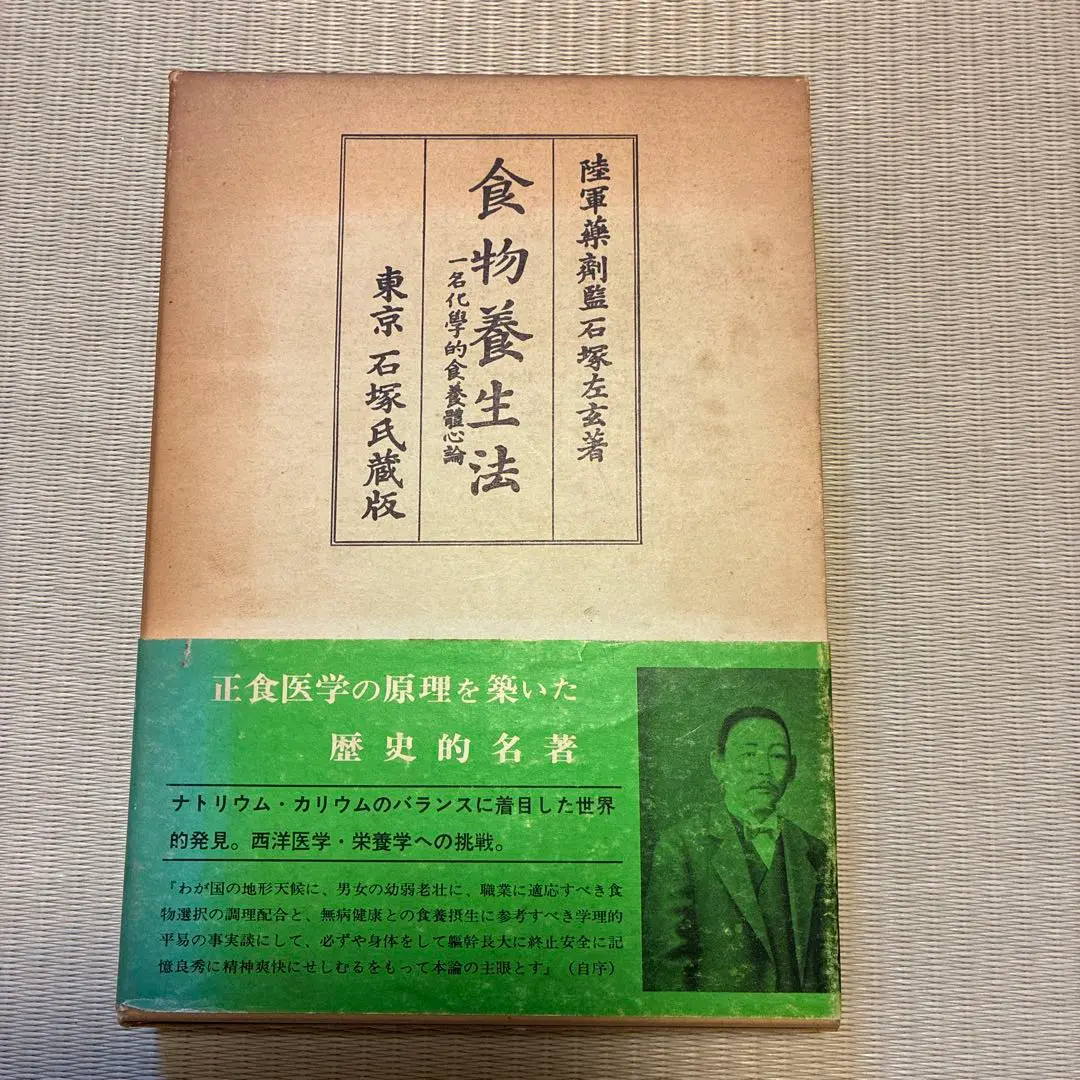 陸軍藥劑監石塚左玄著
食物養生法
一名化學的食養體心論
東京 石塚氏蔵版
正食医学の原理を築いた
歴史的名著
ナトリウム・カリウムのバランスに着目した世界
的発見。西洋医学・栄養学への挑戦。
『わが国の地形天候に、男女の幼弱老壮に、職業に適応すべき食
物選択の調理配合と、無病健康との食養摂生に参考すべき学理的
平易の事実談にして、必ずや身体をして軀幹長大に終止安全に記
憶良秀に精神爽快にせしむるをもって本論の主眼とす』（自序）